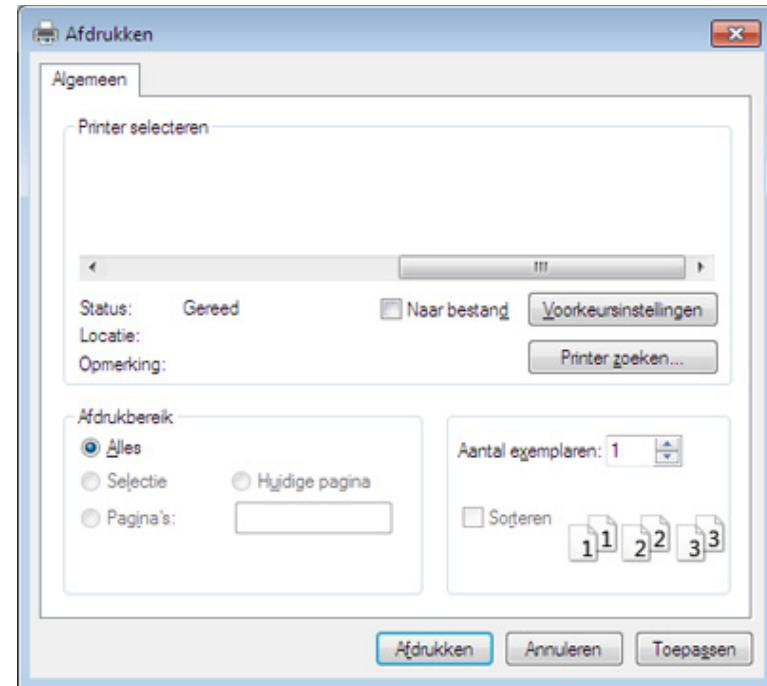 Afdrukken
Algemeen
Printer selecteren
Status: Gereed
Naar bestand
Voorkeursinstellingen
Locatie:
Opmerking:
Printer zoeken...
Afdrukbereik
Alles
Selectie
Huidige pagina
Pagina's:
Aantal exemplaren: 1
Sorteren
1 1 2 2 3 3
Afdrukken
Annuleren
Toepassen